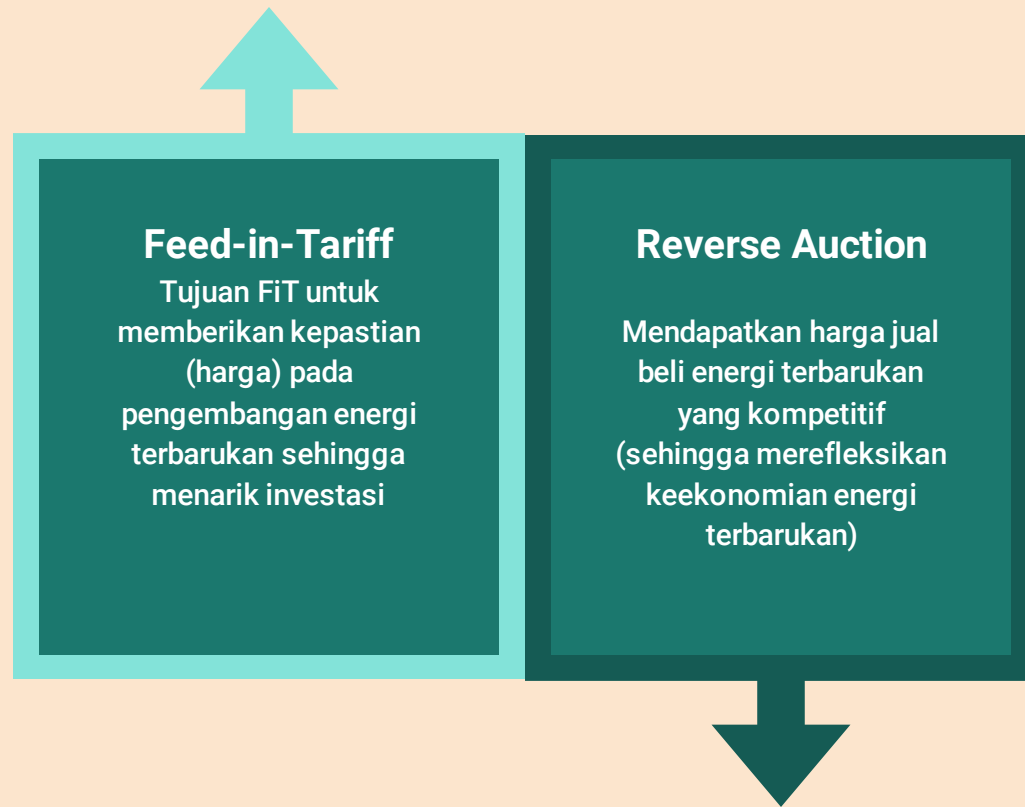 Feed-in-Tariff
Tujuan FiT untuk
memberikan kepastian
(harga) pada
pengembangan energi
terbarukan sehingga
menarik investasi
Reverse Auction
Mendapatkan harga jual
beli energi terbarukan
yang kompetitif
(sehingga merefleksikan
keekonomian energi
terbarukan)